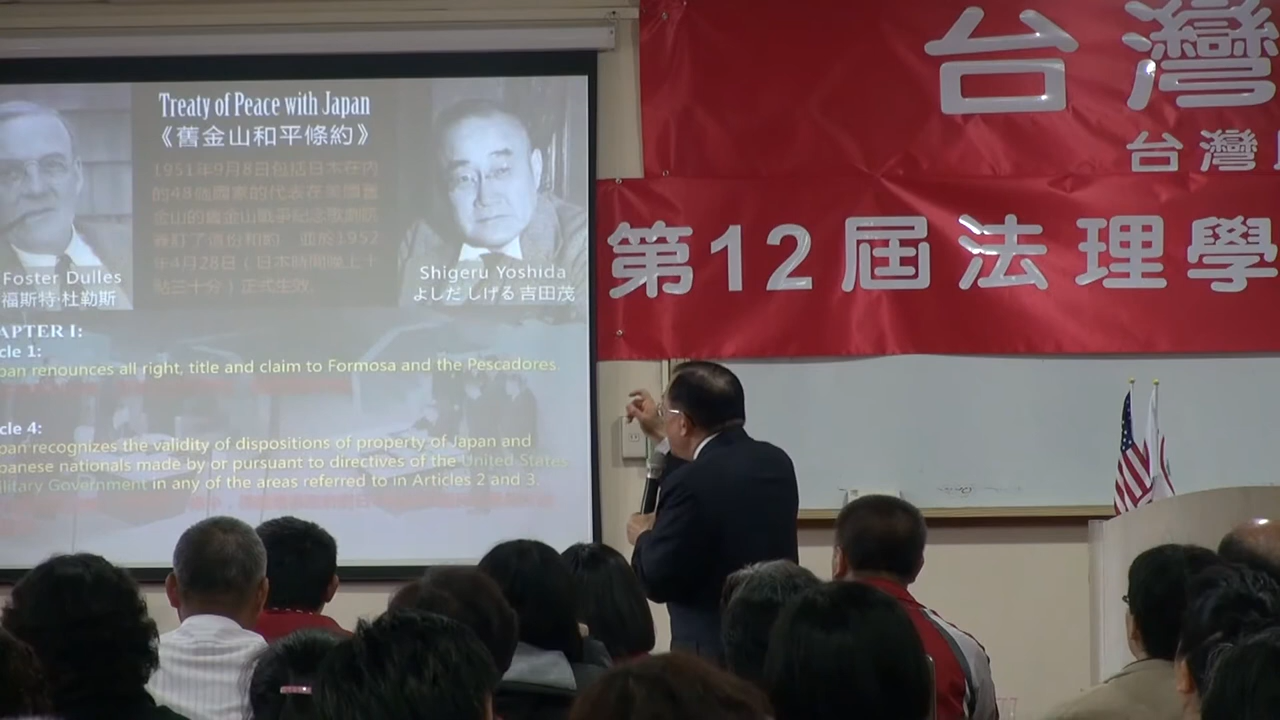 Treaty of Peace with Japan
《舊金山和平條約》
1951年9月8日包括日本在內
的48個國家的代表在美國舊
金山的舊金山戰爭紀念歌劇院
簽訂了這份和約 並於1952
年4月28日(日本時間晚上十
點三十分)正式生效
Foster Dulles
福斯特·杜勒斯
Shigeru Yoshida
よしだ しげる 吉田茂
APTER I:
cle 1:
pan renounces all right, title and claim to Formosa and the Pescadores
cle 4:
pan recognizes the validity of dispositions of property of Japan and
panese nationals made by or pursuant to directives of the United States
ilitary Government in any of the areas referred to in Articles 2 and 3.
台灣
台灣
第12屆法理學